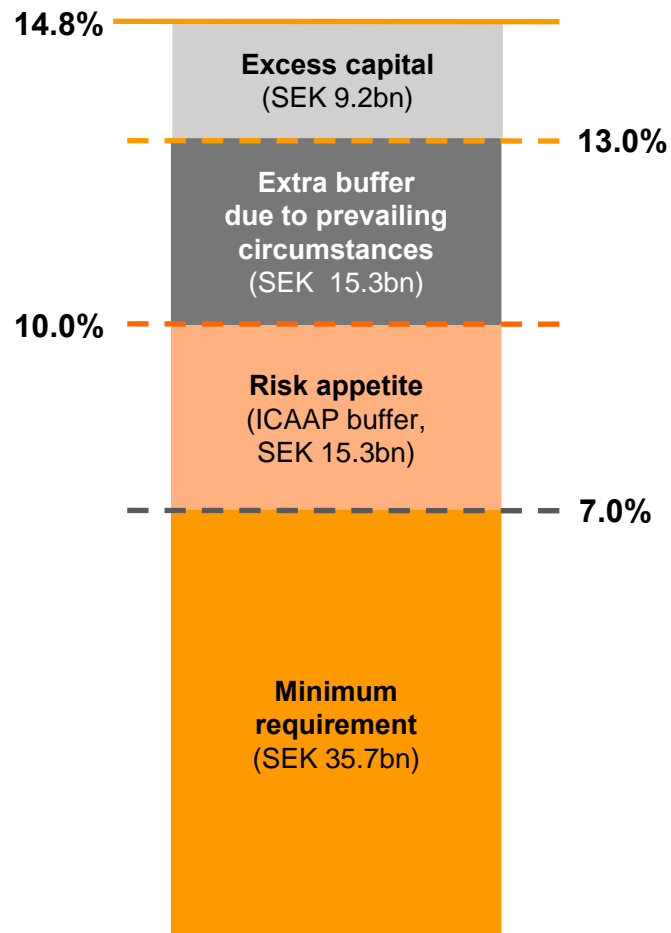 14.8%
Excess capital
(SEK 9.2bn)
13.0%
Extra buffer
due to prevailing
circumstances
(SEK 15.3bn)
10.0%
Risk appetite
(ICAAP buffer,
SEK 15.3bn)
7.0%
Minimum
requirement
(SEK 35.7bn)